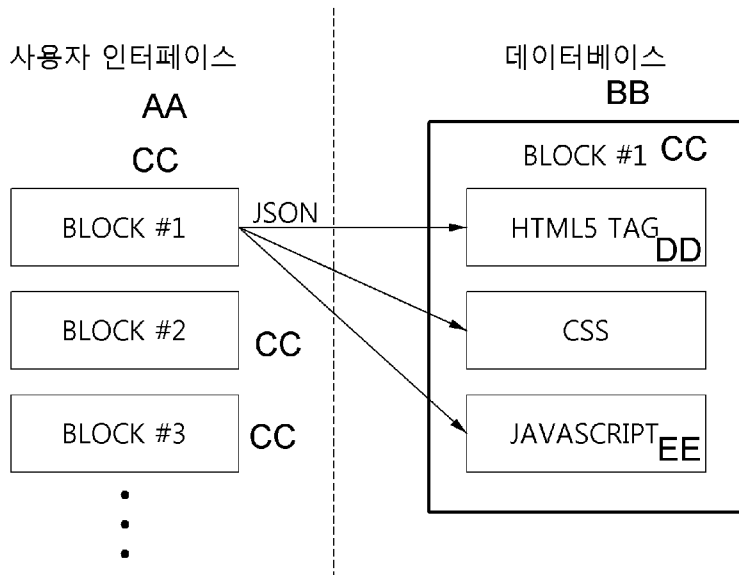 사용자 인터페이스
AA
CC
BLOCK #1
BLOCK #2
CC
BLOCK #3
CC
JSON
데이터베이스
BB
BLOCK #1 CC
HTML5 TAG
DD
CSS
JAVASCRIPT
EE